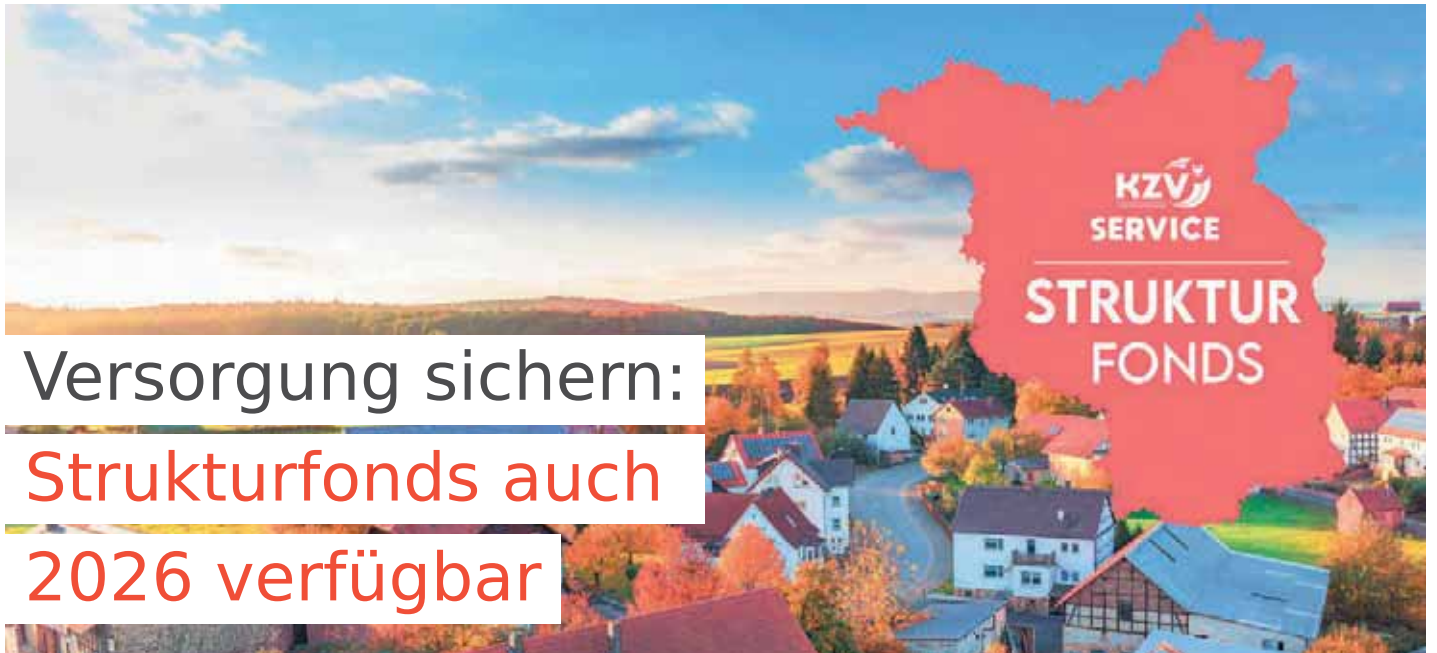 KZV
SERVICE
STRUKTUR
FONDS
Versorgung sichern:
Strukturfonds auch
2026 verfügbar